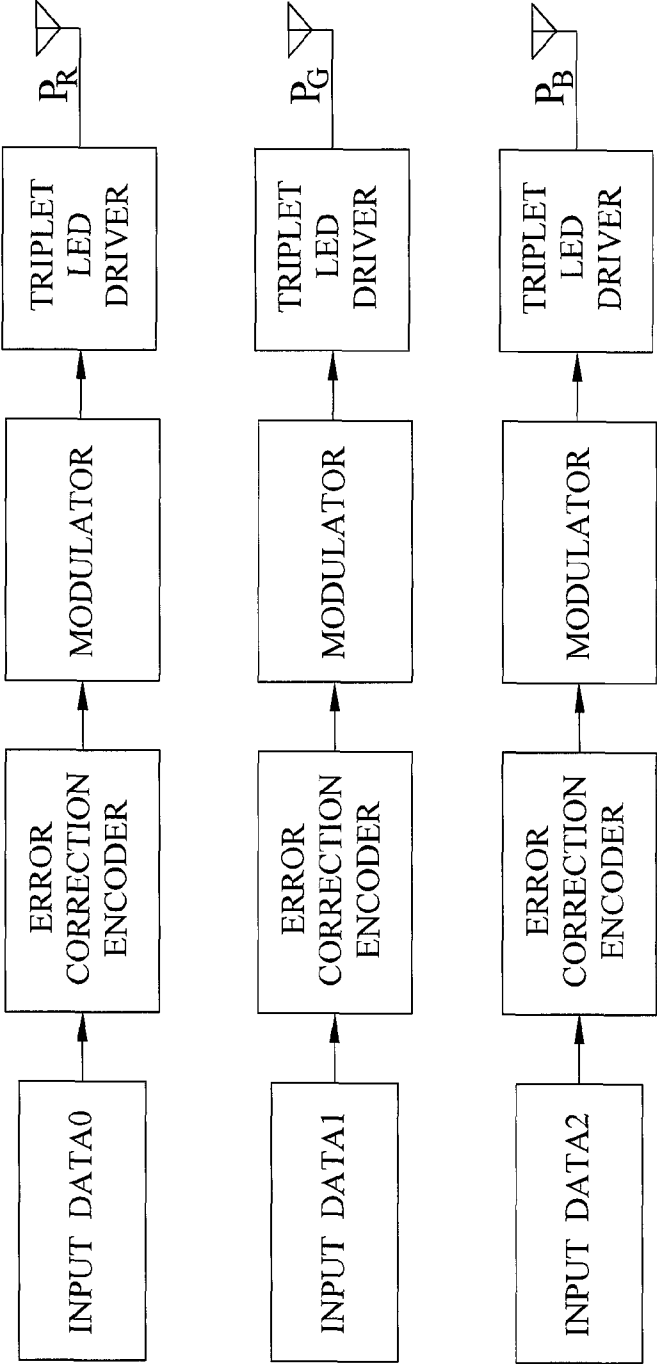 INPUT DATA0
ERROR
CORRECTION
ENCODER
MODULATOR
TRIPLET
LED
DRIVER
P_R
INPUT DATA1
ERROR
CORRECTION
ENCODER
MODULATOR
TRIPLET
LED
DRIVER
P_G
INPUT DATA2
ERROR
CORRECTION
ENCODER
MODULATOR
TRIPLET
LED
DRIVER
P_B